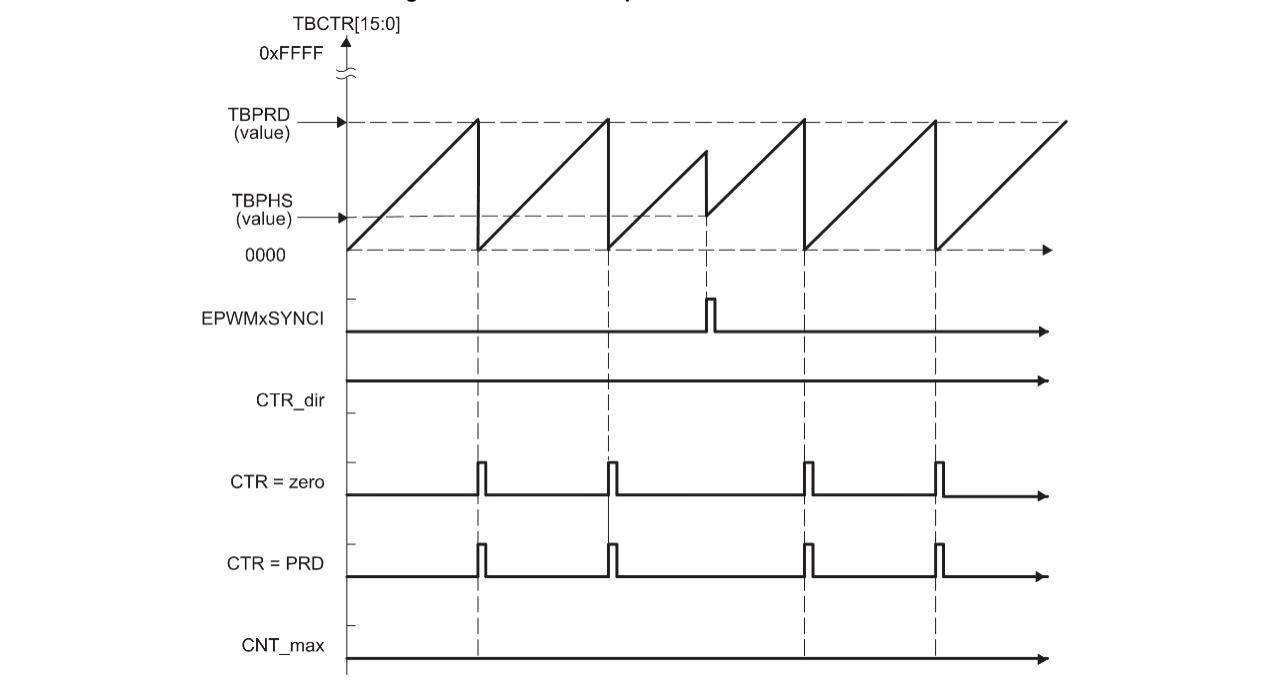 TBCTR[15:0]
0xFFFF
TBPRD
(value)
TBPHS
(value)
0000
EPWMxSYNCI
CTR_dir
CTR = zero
CTR = PRD
CNT_max